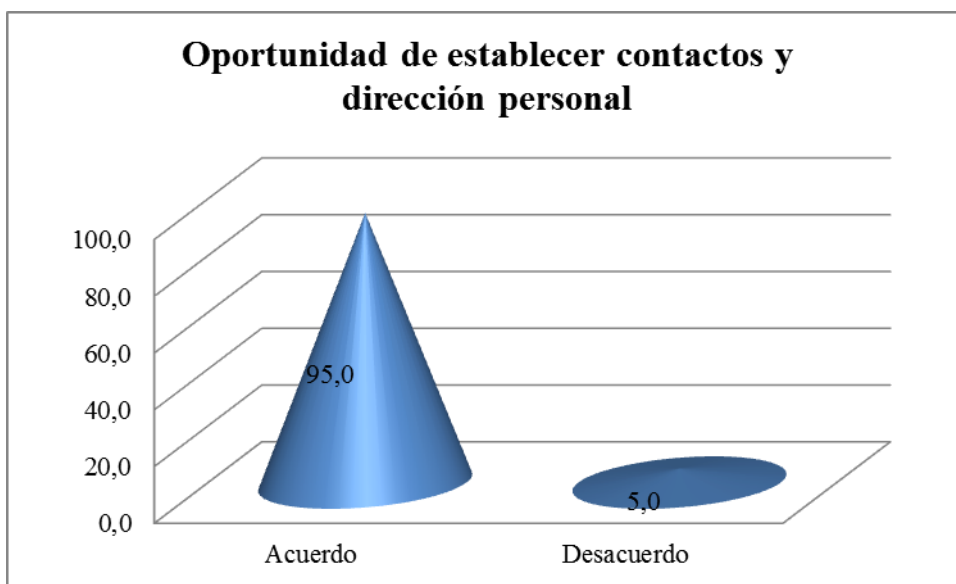 Oportunidad de establecer contactos y
dirección personal
100,0
80,0
60,0
40,0
20,0
0,0
95,0
5,0
Acuerdo
Desacuerdo